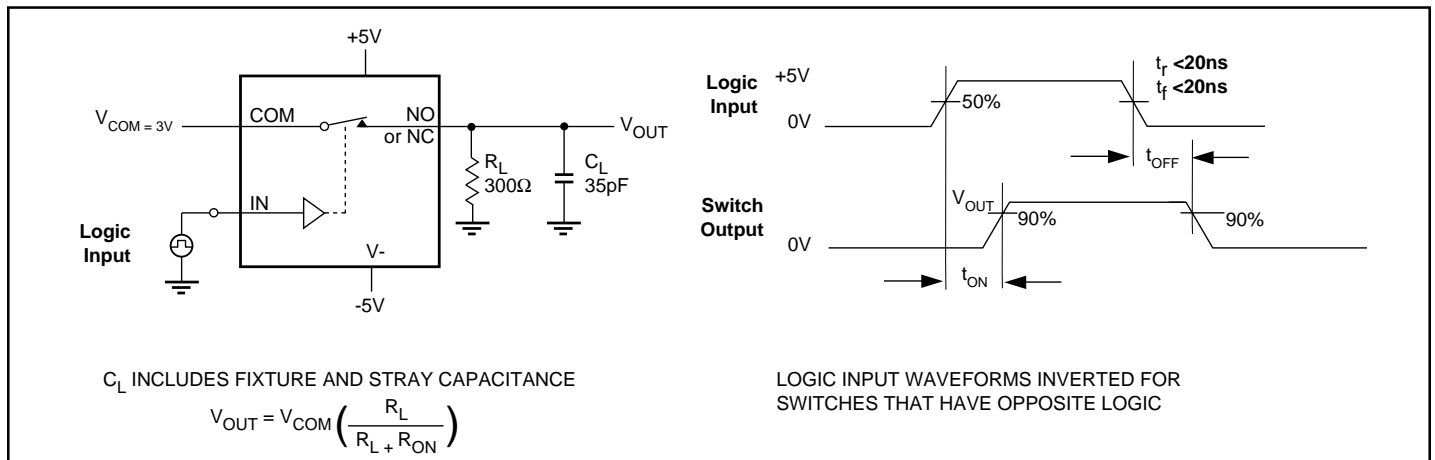 +5V
V_COM = 3V
COM
NO
or NC
V_OUT
R_L
300Ω
C_L
35pF
IN
Logic
Input
V-
-5V
C_L INCLUDES FIXTURE AND STRAY CAPACITANCE
V_OUT = V_COM ( R_L / R_L + R_ON )
Logic
Input
+5V
0V
50%
t_r <20ns
t_f <20ns
t_OFF
Switch
Output
V_OUT
0V
90%
90%
t_ON
LOGIC INPUT WAVEFORMS INVERTED FOR
SWITCHES THAT HAVE OPPOSITE LOGIC